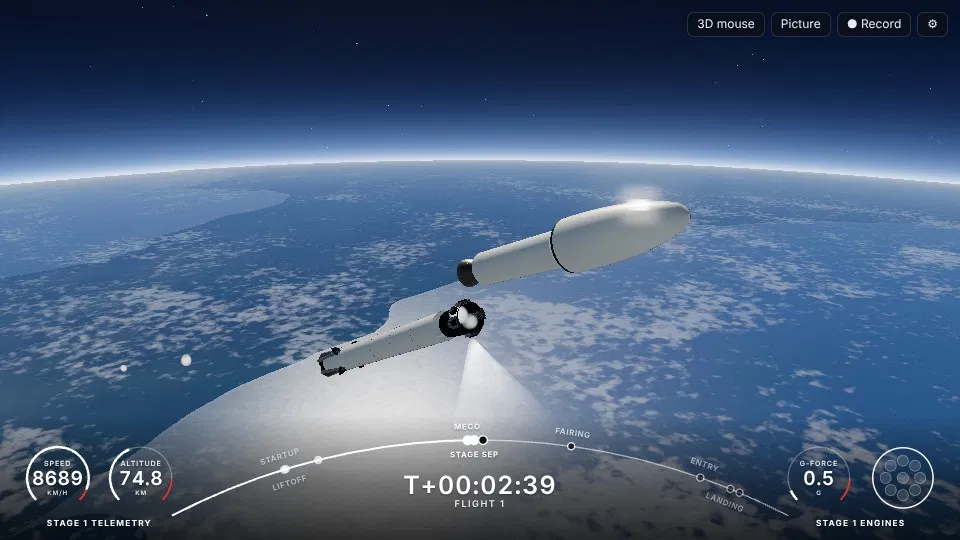 3D mouse
Picture
Record
MECO
FAIRING
STARTUP
STAGE SEP
LIFTOFF
ENTRY
LANDING
SPEED
8689
KM/H
ALTITUDE
74.8
KM
STAGE 1 TELEMETRY
T+00:02:39
FLIGHT 1
G-FORCE
0.5
G
STAGE 1 ENGINES